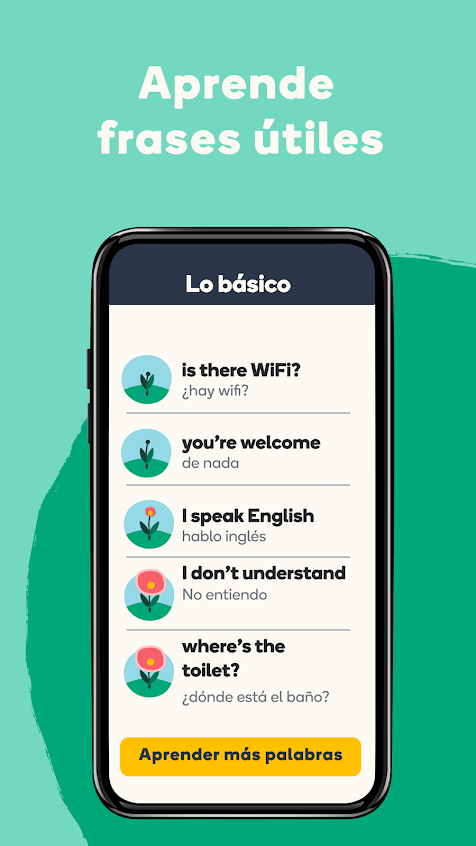 Aprende
frases útiles
Lo básico
is there WiFi?
¿hay wifi?
you're welcome
de nada
I speak English
hablo inglés
I don't understand
No entiendo
where's the
toilet?
¿dónde está el baño?
Aprender más palabras